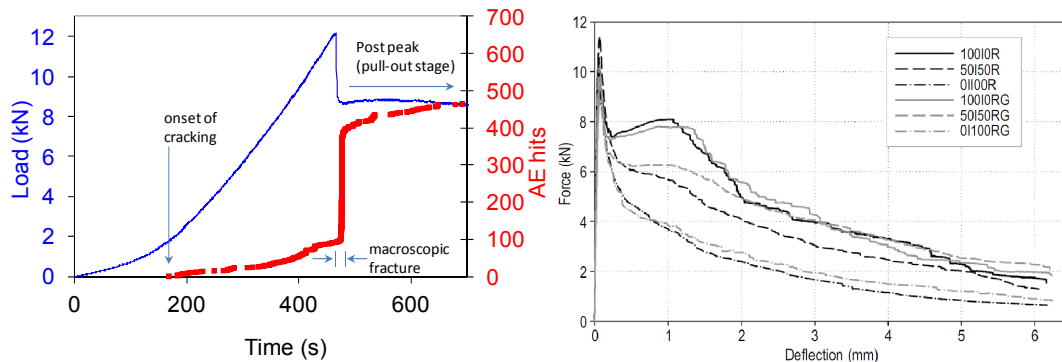 700
600
500
400
300
200
100
0
AE hits
12
10
8
6
4
2
0
Load (kN)
Post peak
(pull-out stage)
onset of
cracking
macroscopic
fracture
0
200
400
600
Time (s)
12
10
8
6
4
2
0
Force (kN)
100I0R
50I50R
0II00R
100I0RG
50I50RG
0I100RG
0
1
2
3
4
5
6
Deflection (mm)